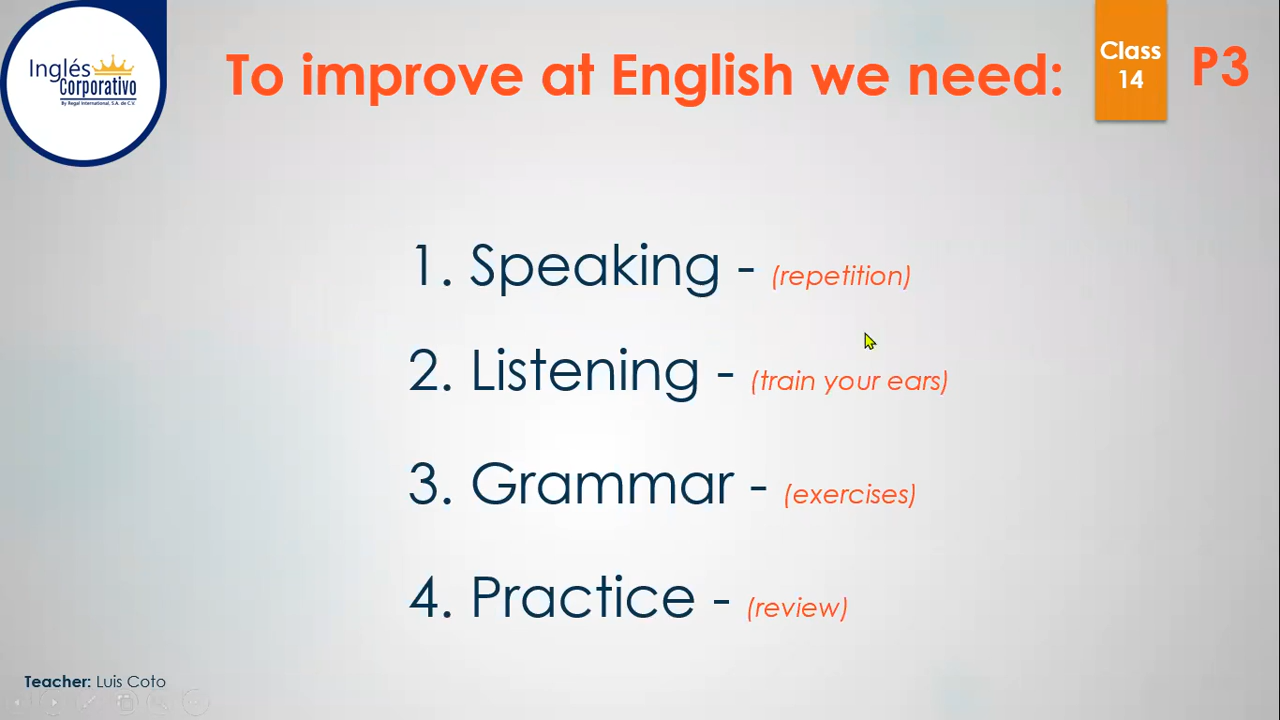 Inglés
Corporativo
By Regal International, S.A. de C.V.
To improve at English we need:
Class
14
P3
1. Speaking - (repetition)
2. Listening - (train your ears)
3. Grammar - (exercises)
4. Practice - (review)
Teacher: Luis Coto